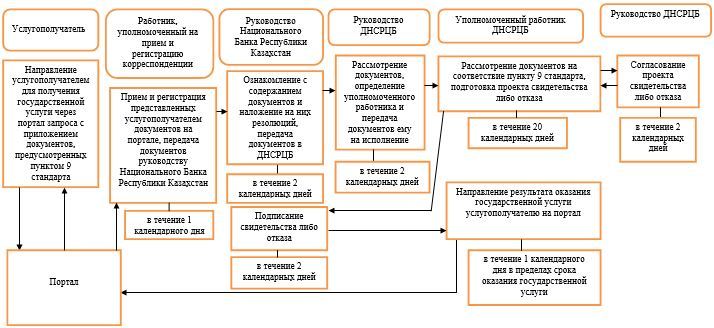 Услугополучатель
Работник,
уполномоченный на
прием и
регистрацию
корреспонденции
Руководство
Национального
Банка Республики
Казахстан
Руководство
ДНСРЦБ
Уполномоченный работник
ДНСРЦБ
Руководство ДНСРЦБ
Направление
услугополучателем
для получения
государственной
услуги через
портал запроса с
приложением
документов,
предусмотренных
пунктом 9
стандарта
Прием и регистрация
представленных
услугополучателем
документов на
портале, передача
документов
руководству
Национального Банка
Республики Казахстан
в течение 1
календарного дня
Ознакомление с
содержанием
документов и
наложение на них
резолюций,
передача
документов в
ДНСРЦБ
в течение 2
календарных дней
Рассмотрение
документов,
определение
уполномоченого
работника и
передача
документов ему
на исполнение
в течение 2
календарных дней
Рассмотрение документов на
соответствие пункту 9 стандарта,
подготовка проекта свидетельства
либо отказа
в течение 20
календарных дней
Согласование
проекта
свидетельства
либо отказа
в течение 2
календарных
дней
Подписание
свидетельства либо
отказа
в течение 2
календарных дней
Направление результата оказания
государственной услуги
услугополучателю на портал
в течение 1 календарного
дня в пределах срока
оказания государственной
услуги
Портал